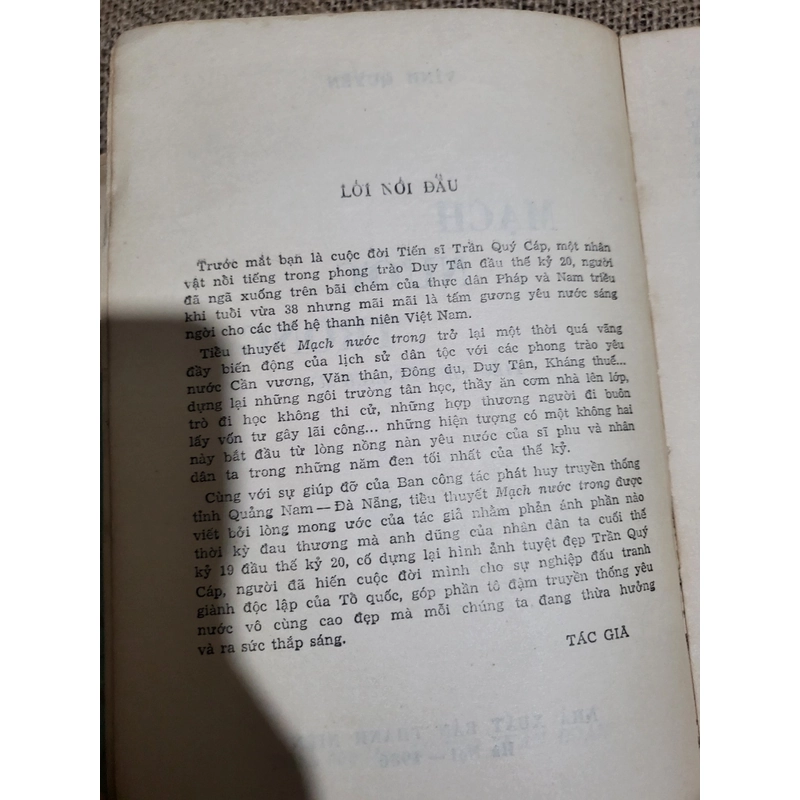 LỜI NÓI ĐẦU
Trước mắt bạn là cuộc đời Tiến sĩ Trần Quý Cáp, một nhân
vật nổi tiếng trong phong trào Duy Tân đầu thế kỷ 20, người
đã ngã xuống trên bãi chém của thực dân Pháp và Nam triều
khi tuổi vừa 38 nhưng mãi mãi là tấm gương yêu nước sáng
ngời cho các thế hệ thanh niên Việt Nam.
Tiểu thuyết Mạch nước trong trở lại một thời quá vãng
đầy biến động của lịch sử dân tộc với các phong trào yêu
nước Cần vương, Văn thân, Đông du, Duy Tân, Kháng thuế...
dựng lại những ngôi trường tân học, thầy ăn cơm nhà lên lớp,
trò đi học không thi cử, những hợp thương người đi buôn
lấy vốn tư gây lãi công... những hiện tượng có một không hai
này bắt đầu từ lòng nồng nàn yêu nước của sĩ phu và nhân
dân ta trong những năm đen tối nhất của thế kỷ.
Cùng với sự giúp đỡ của Ban công tác phát huy truyền thống
tỉnh Quảng Nam — Đà Nẵng, tiểu thuyết Mạch nước trong được
viết bởi lòng mong ước của tác giả nhằm phản ánh phần nào
thời kỳ đau thương mà anh dũng của nhân dân ta cuối thế
kỷ 19 đầu thế kỷ 20, cố dựng lại hình ảnh tuyệt đẹp Trần Quý
Cáp, người đã hiến cuộc đời mình cho sự nghiệp đấu tranh
giành độc lập của Tổ quốc, góp phần tô đậm truyền thống yêu
nước vô cùng cao đẹp mà mỗi chúng ta đang thừa hưởng
và ra sức thắp sáng.
TÁC GIẢ